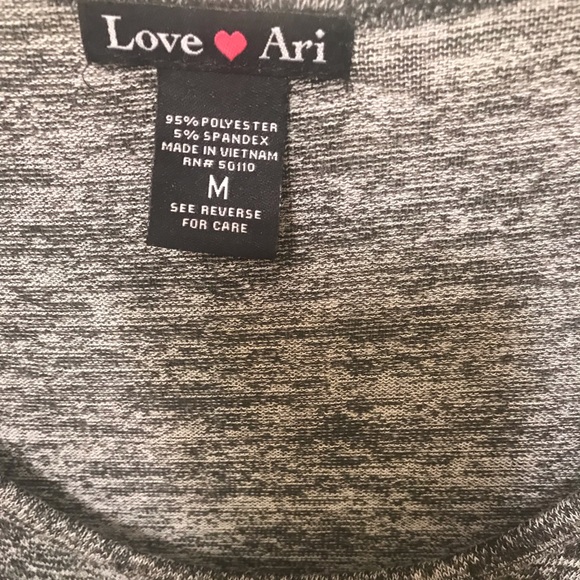 Love ♥ Ari
95% POLYESTER
5% SPANDEX
MADE IN VIETNAM
RN# 50110
M
SEE REVERSE
FOR CARE